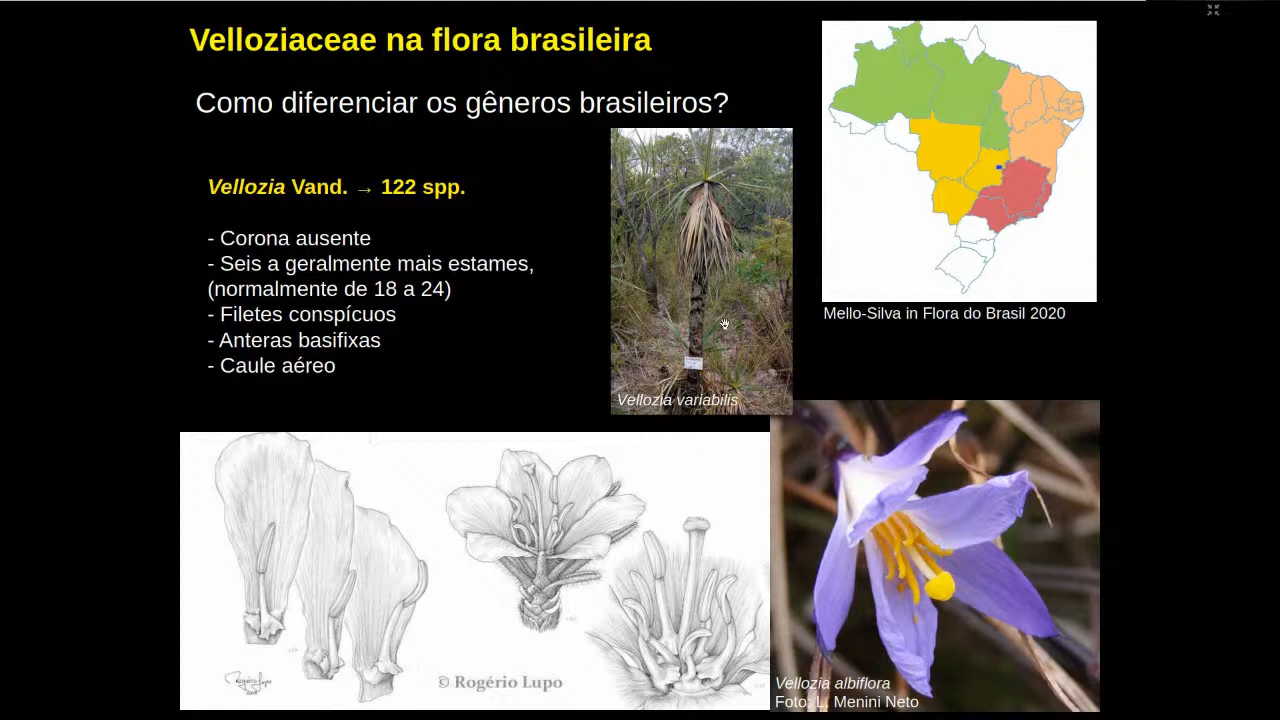 Velloziaceae na flora brasileira
Como diferenciar os gêneros brasileiros?
Vellozia Vand. → 122 spp.
- Corona ausente
- Seis a geralmente mais estames,
(normalmente de 18 a 24)
- Filetes conspícuos
- Anteras basifixas
- Caule aéreo
Vellozia variabilis
Mello-Silva in Flora do Brasil 2020
Rogério Lupo
© Rogério Lupo
Vellozia albiflora
Foto: L. Menini Neto